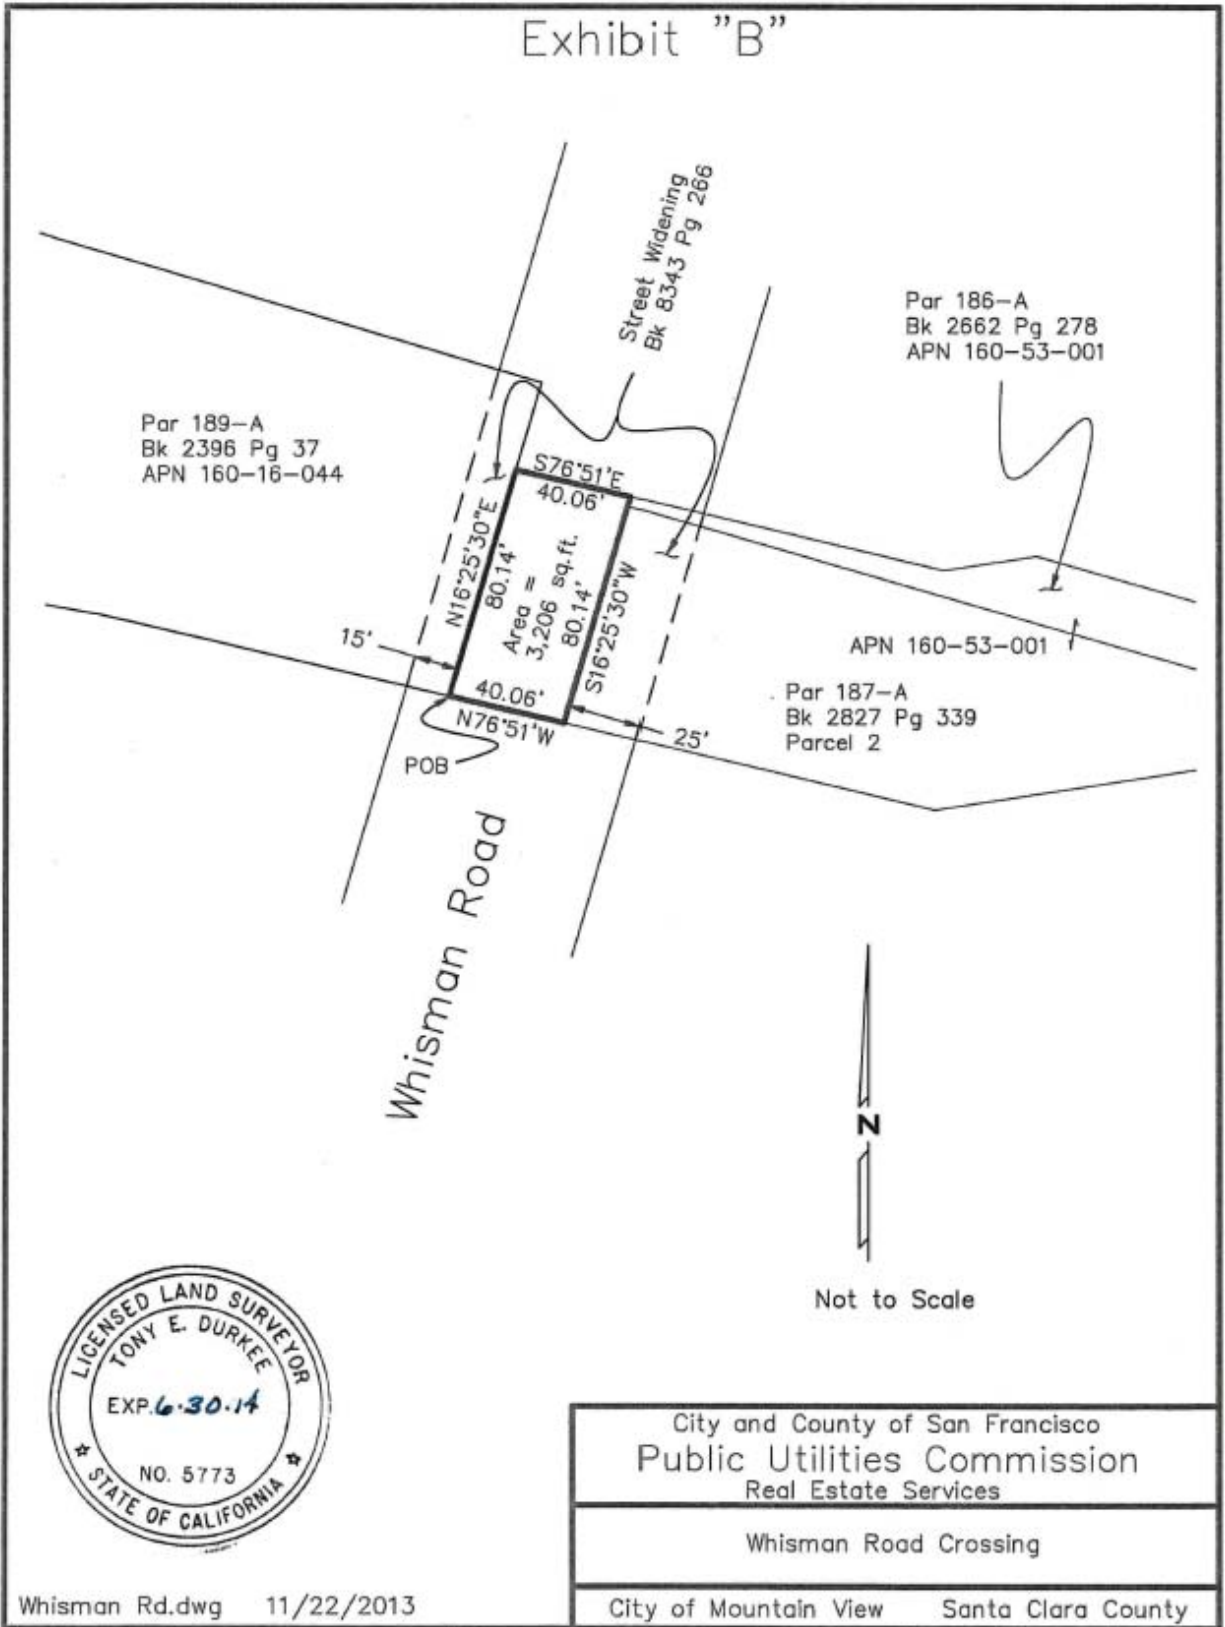 Exhibit "B"
Street Widening
Bk 8343 Pg 266
Par 186-A
Bk 2662 Pg 278
APN 160-53-001
Par 189-A
Bk 2396 Pg 37
APN 160-16-044
S76°51'E
40.06'
N16°25'30"E
80.14'
Area =
3,206 sq.ft.
80.14'
S16°25'30"W
15'
40.06'
N76°51'W
25'
POB
APN 160-53-001
Par 187-A
Bk 2827 Pg 339
Parcel 2
Whisman Road
N
Not to Scale
LICENSED LAND SURVEYOR
TONY E. DURKEE
EXP. 6·30·14
NO. 5773
STATE OF CALIFORNIA
City and County of San Francisco
Public Utilities Commission
Real Estate Services
Whisman Road Crossing
City of Mountain View Santa Clara County
Whisman Rd.dwg 11/22/2013